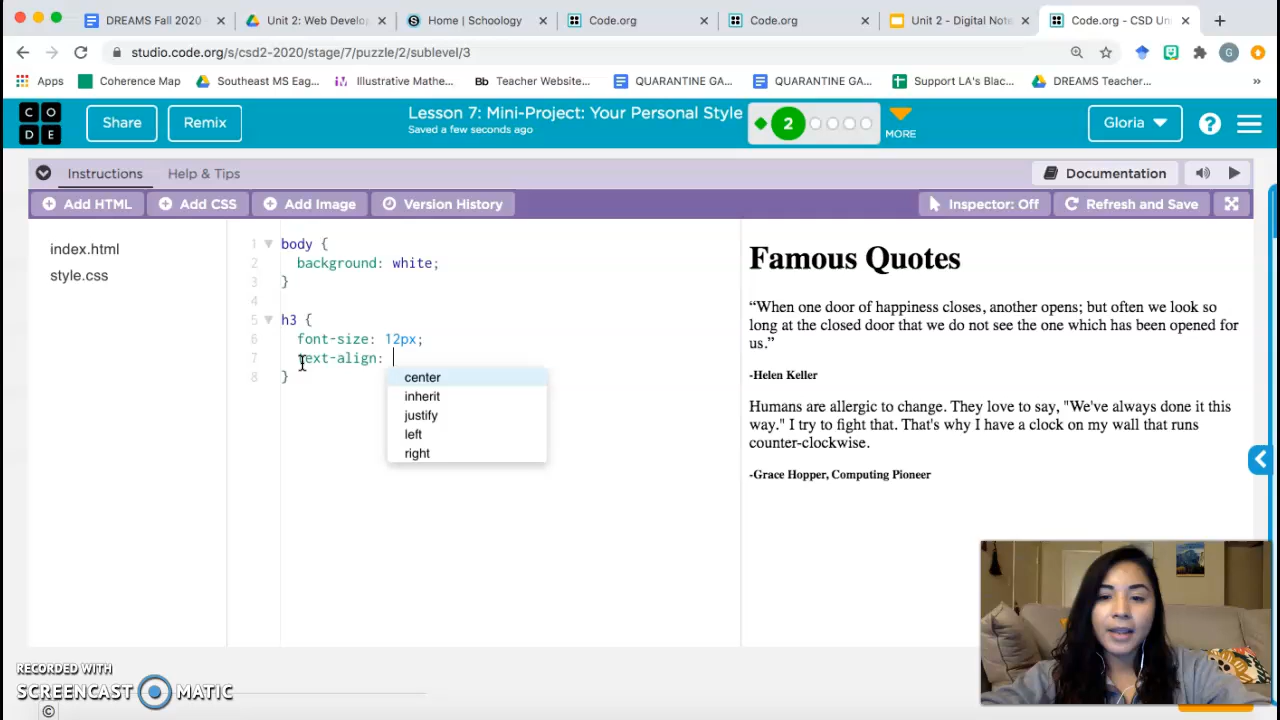 DREAMS Fall 2020
Unit 2: Web Develo
Home | Schoology
Code.org
Code.org
Unit 2 - Digital Note
Code.org - CSD Un
studio.code.org/s/csd2-2020/stage/7/puzzle/2/sublevel/3
G
Apps
Coherence Map
Southeast MS Eag...
Illustrative Mathe...
Bb Teacher Website...
QUARANTINE GA...
QUARANTINE GA...
Support LA's Blac...
DREAMS Teacher...
»
C O
D E
Share
Remix
Lesson 7: Mini-Project: Your Personal Style
Saved a few seconds ago
2
MORE
Gloria
?
Instructions
Help & Tips
Documentation
Add HTML
Add CSS
Add Image
Version History
Inspector: Off
Refresh and Save
index.html
style.css
1 body {
2 background: white;
3 }
4
5 h3 {
6 font-size: 12px;
7 text-align:
8 }
center
inherit
justify
left
right
Famous Quotes
“When one door of happiness closes, another opens; but often we look so
long at the closed door that we do not see the one which has been opened for
us.”
-Helen Keller
Humans are allergic to change. They love to say, "We've always done it this
way." I try to fight that. That's why I have a clock on my wall that runs
counter-clockwise.
-Grace Hopper, Computing Pioneer
RECORDED WITH
SCREENCAST MATIC
©